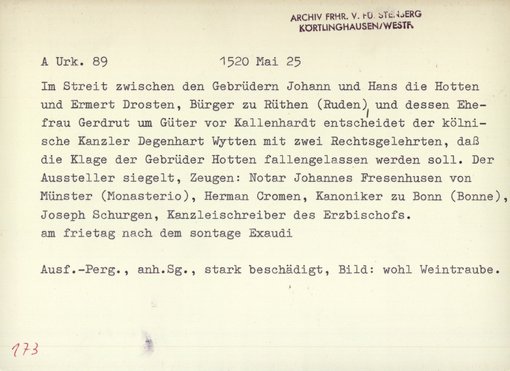 ARCHIV FRHR. V. FÜRSTENBERG
KÖRTLINGHAUSEN/WESTF.
A Urk. 89 1520 Mai 25
Im Streit zwischen den Gebrüdern Johann und Hans die Hotten
und Ermert Drosten, Bürger zu Rüthen (Ruden), und dessen Ehe-
frau Gerdrut um Güter vor Kallenhardt entscheidet der kölni-
sche Kanzler Degenhart Wytten mit zwei Rechtsgelehrten, daß
die Klage der Gebrüder Hotten fallengelassen werden soll. Der
Aussteller siegelt, Zeugen: Notar Johannes Fresenhusen von
Münster (Monasterio), Herman Cromen, Kanoniker zu Bonn (Bonne),
Joseph Schurgen, Kanzleischreiber des Erzbischofs.
am frietag nach dem sontage Exaudi
Ausf.-Perg., anh.Sg., stark beschädigt, Bild: wohl Weintraube.
173